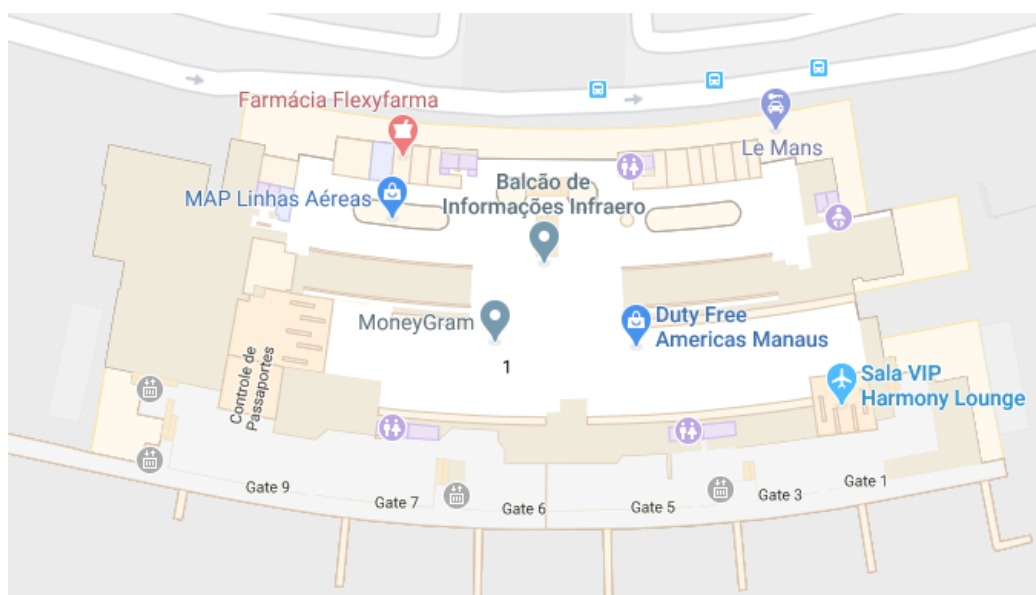 Farmácia Flexyfarma
Le Mans
MAP Linhas Aéreas
Balcão de
Informações Infraero
MoneyGram
Duty Free
Americas Manaus
1
Controle de
Passaportes
Sala VIP
Harmony Lounge
Gate 9
Gate 7
Gate 6
Gate 5
Gate 3
Gate 1